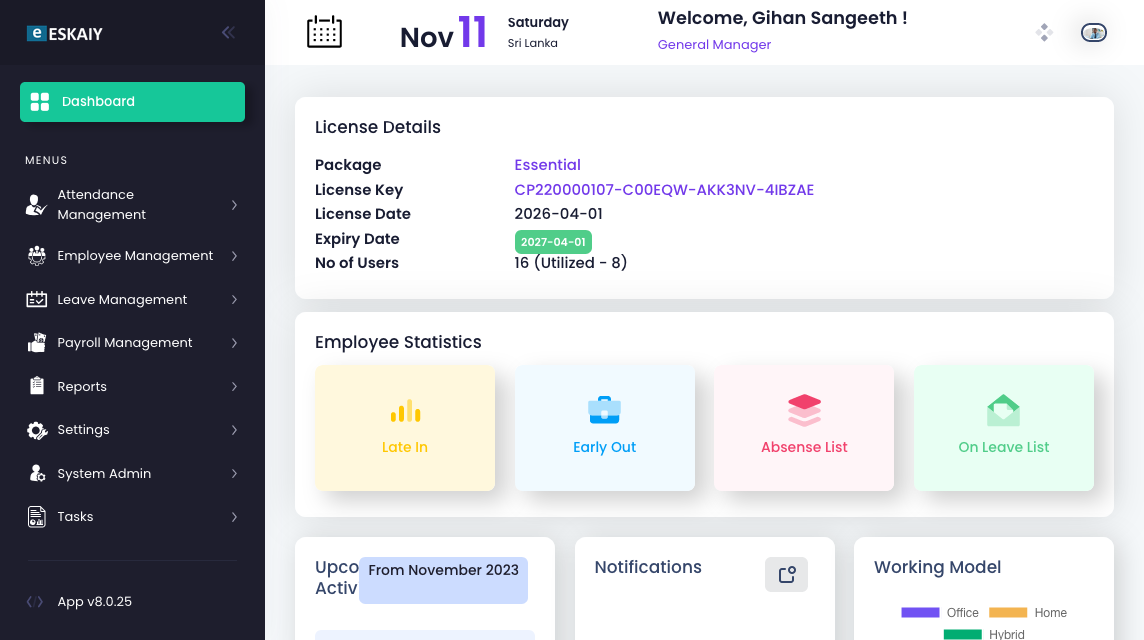 eESKAIY
Nov 11
Saturday
Sri Lanka
Welcome, Gihan Sangeeth !
General Manager
Dashboard
MENUS
Attendance
Management
Employee Management
Leave Management
Payroll Management
Reports
Settings
System Admin
Tasks
App v8.0.25
License Details
Package Essential
License Key CP220000107-C00EQW-AKK3NV-4IBZAE
License Date 2026-04-01
Expiry Date 2027-04-01
No of Users 16 (Utilized - 8)
Employee Statistics
Late In
Early Out
Absense List
On Leave List
Upco
Activ
From November 2023
Notifications
Working Model
Office Home
Hybrid